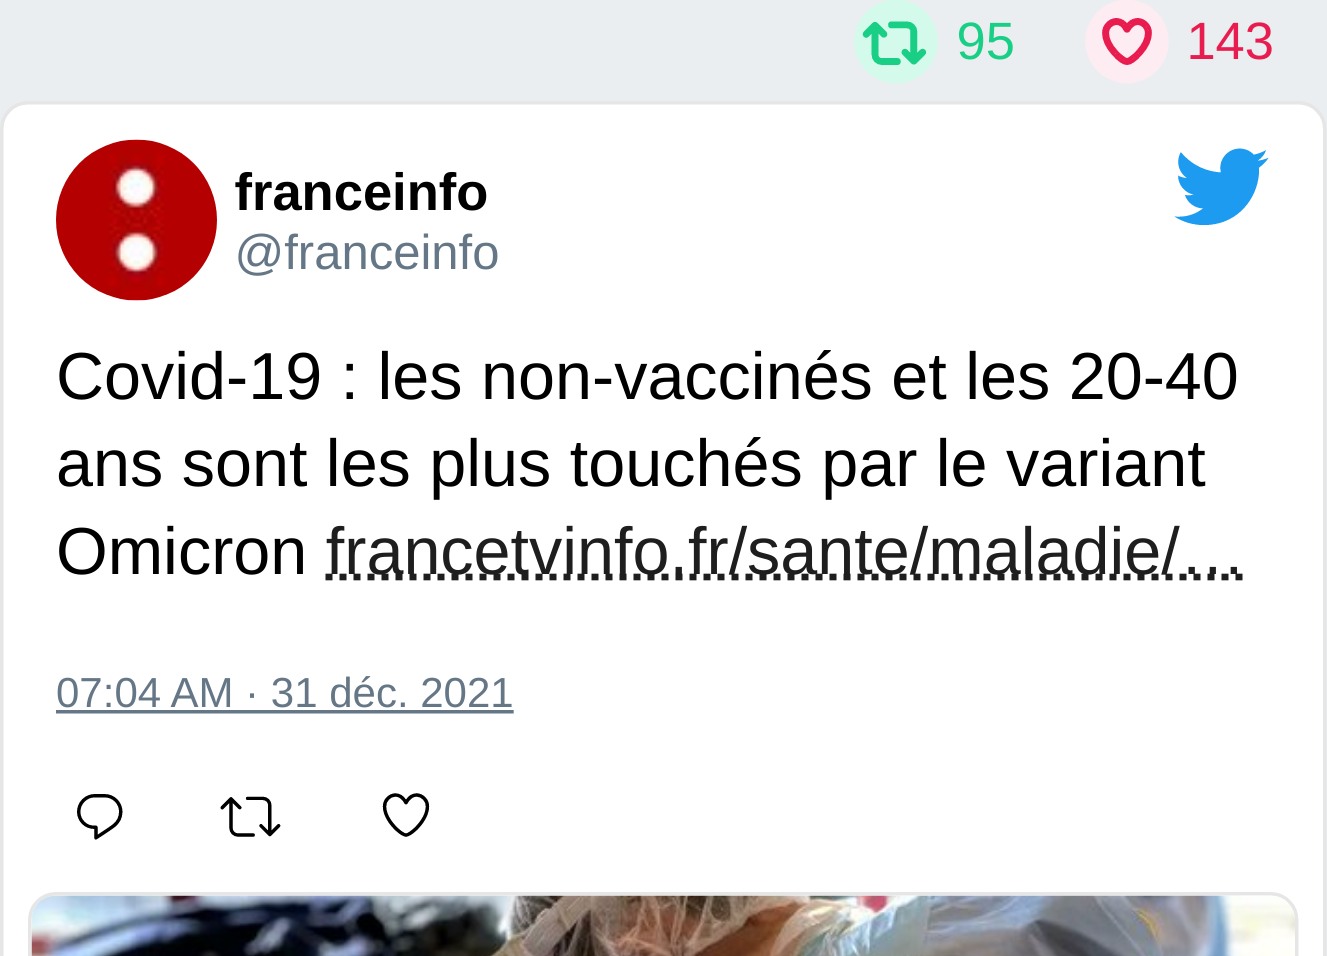 95 143
franceinfo
@franceinfo
Covid-19 : les non-vaccinés et les 20-40
ans sont les plus touchés par le variant
Omicron francetvinfo.fr/sante/maladie/...
07:04 AM · 31 déc. 2021